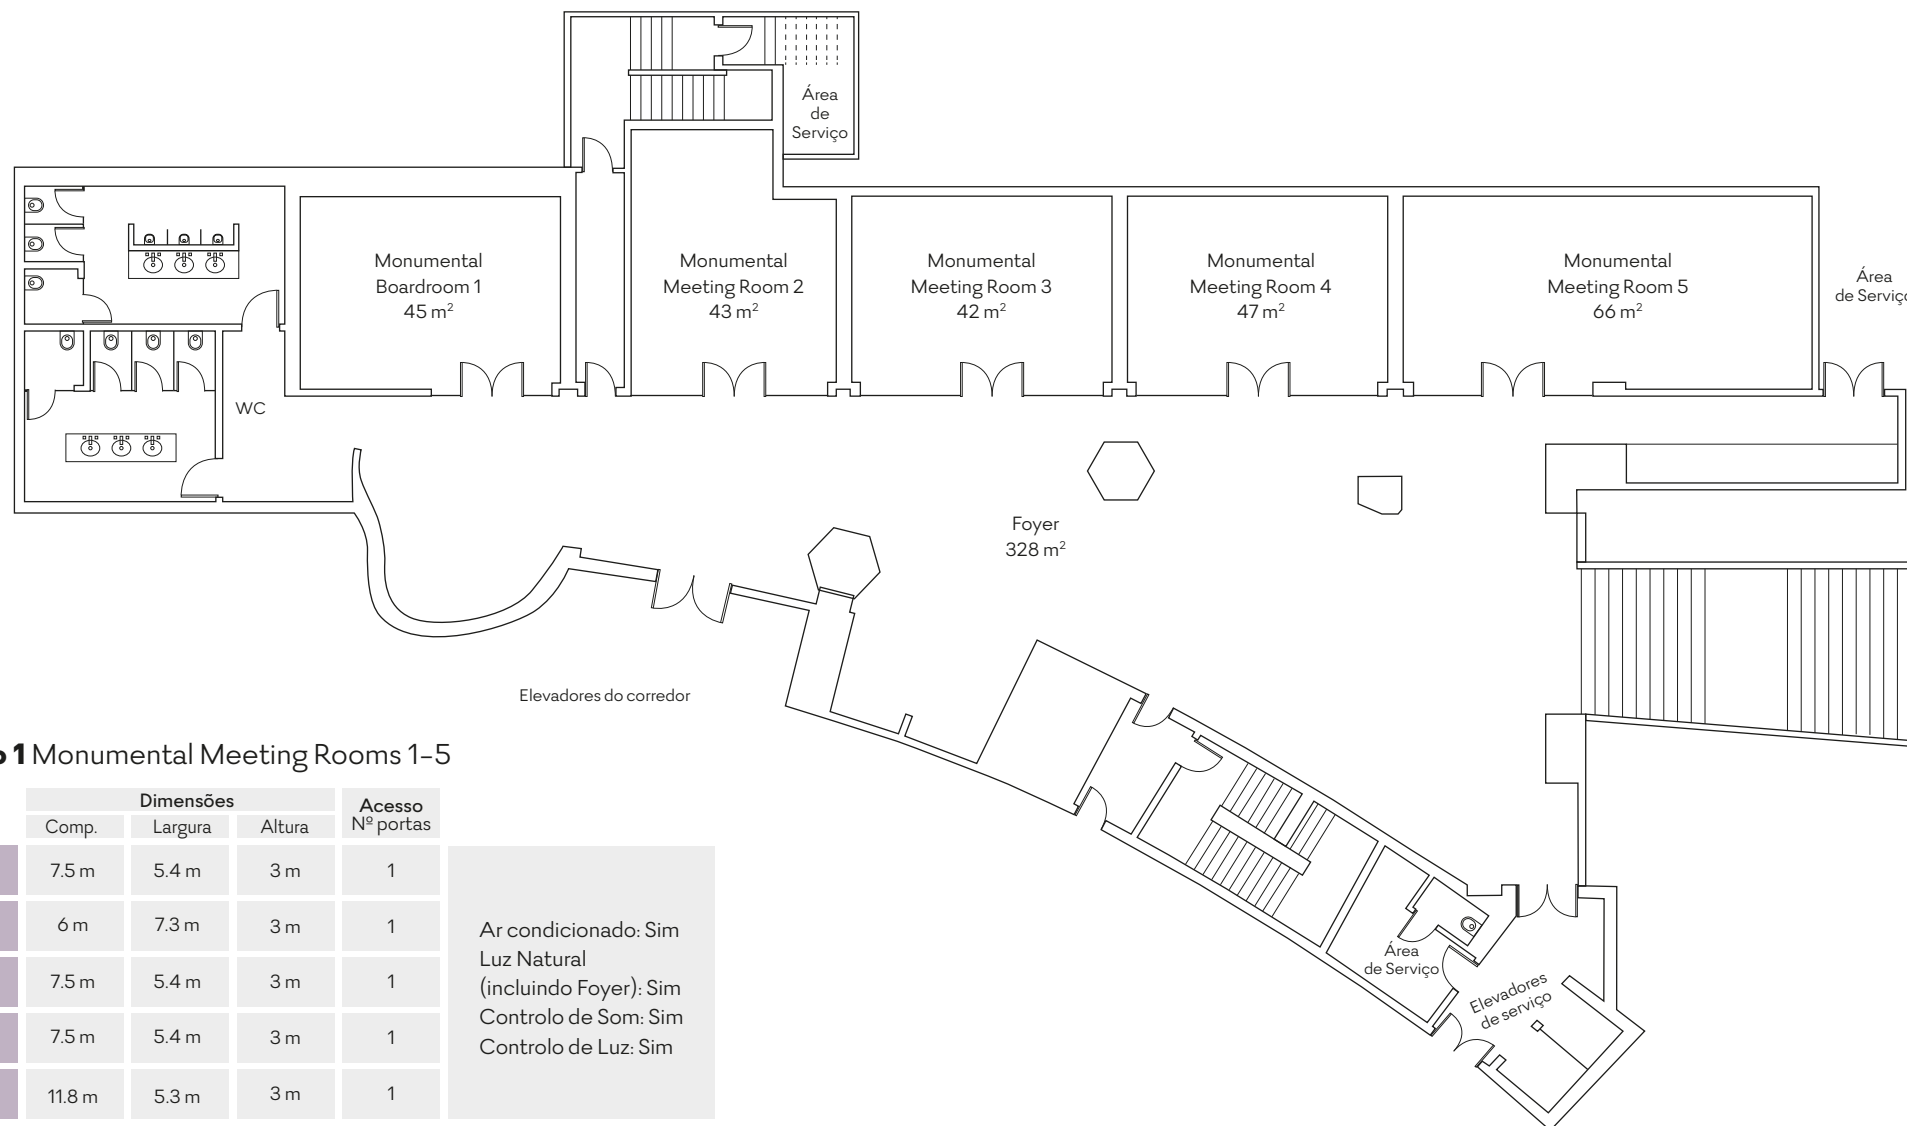 Área
de
Serviço
Monumental
Boardroom 1
45 m²
Monumental
Meeting Room 2
43 m²
Monumental
Meeting Room 3
42 m²
Monumental
Meeting Room 4
47 m²
Monumental
Meeting Room 5
66 m²
Área
de Serviço
WC
Foyer
328 m²
Elevadores do corredor
Área
de Serviço
Elevadores
de serviço
o 1 Monumental Meeting Rooms 1–5
Dimensões Acesso
Comp. Largura Altura Nº portas
7.5 m 5.4 m 3 m 1
6 m 7.3 m 3 m 1
7.5 m 5.4 m 3 m 1
7.5 m 5.4 m 3 m 1
11.8 m 5.3 m 3 m 1
Ar condicionado: Sim
Luz Natural
(incluindo Foyer): Sim
Controlo de Som: Sim
Controlo de Luz: Sim